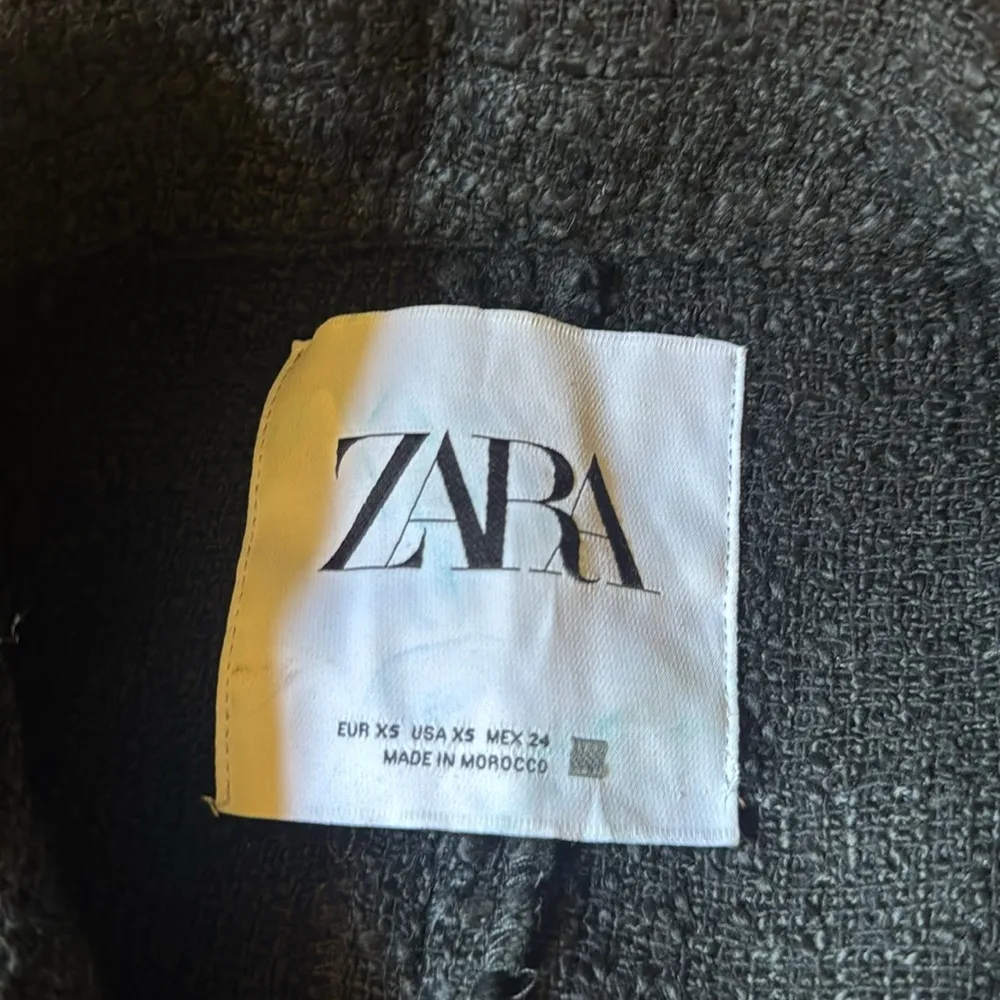 ZARA
EUR XS USA XS MEX 24
MADE IN MOROCCO